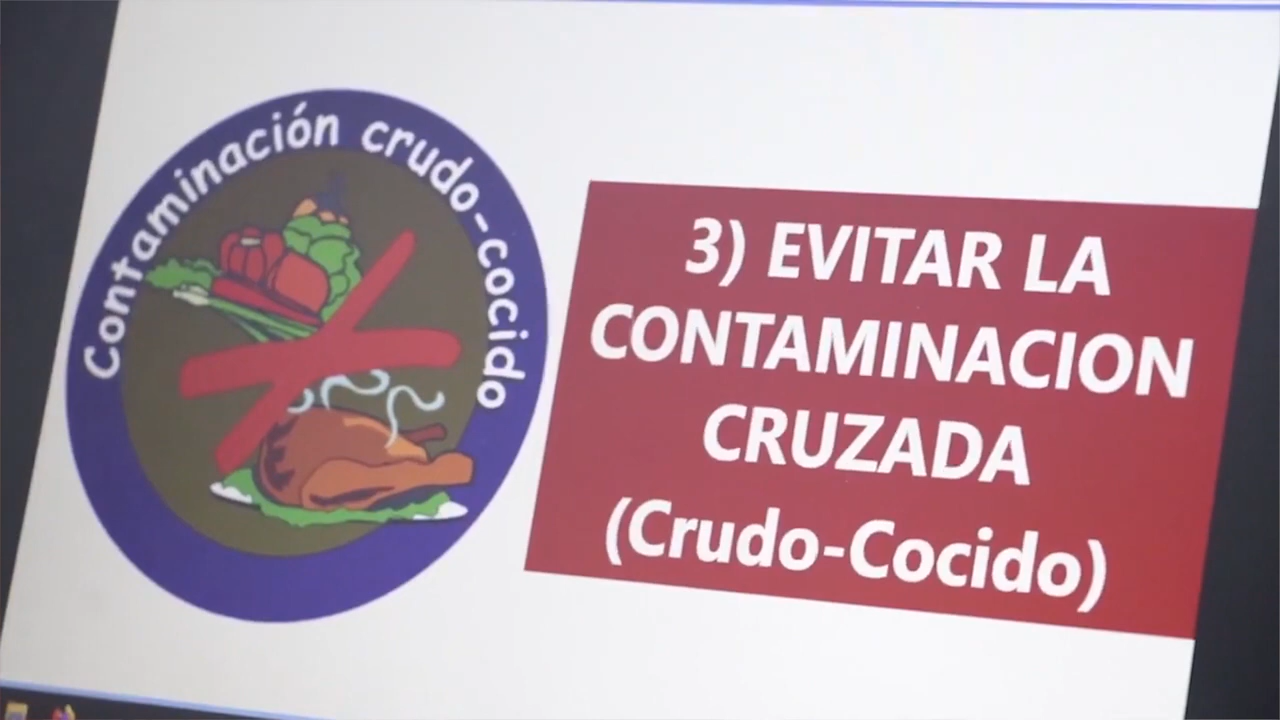 Contaminación crudo-cocido
3) EVITAR LA
CONTAMINACION
CRUZADA
(Crudo-Cocido)